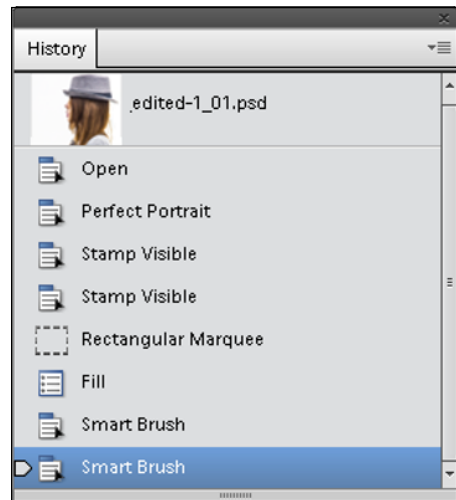 History
_edited-1_01.psd
Open
Perfect Portrait
Stamp Visible
Stamp Visible
Rectangular Marquee
Fill
Smart Brush
Smart Brush